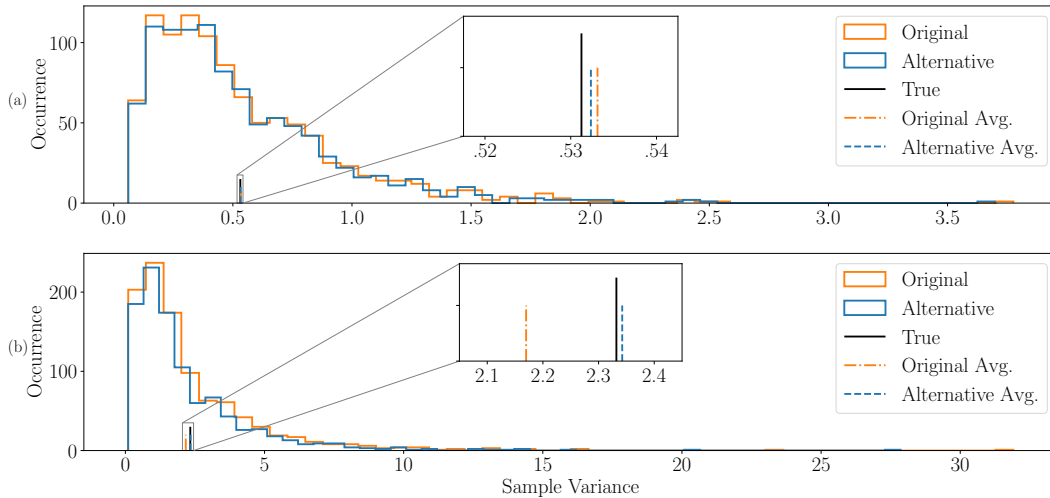 (a)
Occurrence
100
50
0
0.0 0.5 1.0 1.5 2.0 2.5 3.0 3.5
.52 .53 .54
Original
Alternative
True
Original Avg.
Alternative Avg.
(b)
Occurrence
200
100
0
0 5 10 15 20 25 30
2.1 2.2 2.3 2.4
Original
Alternative
True
Original Avg.
Alternative Avg.
Sample Variance